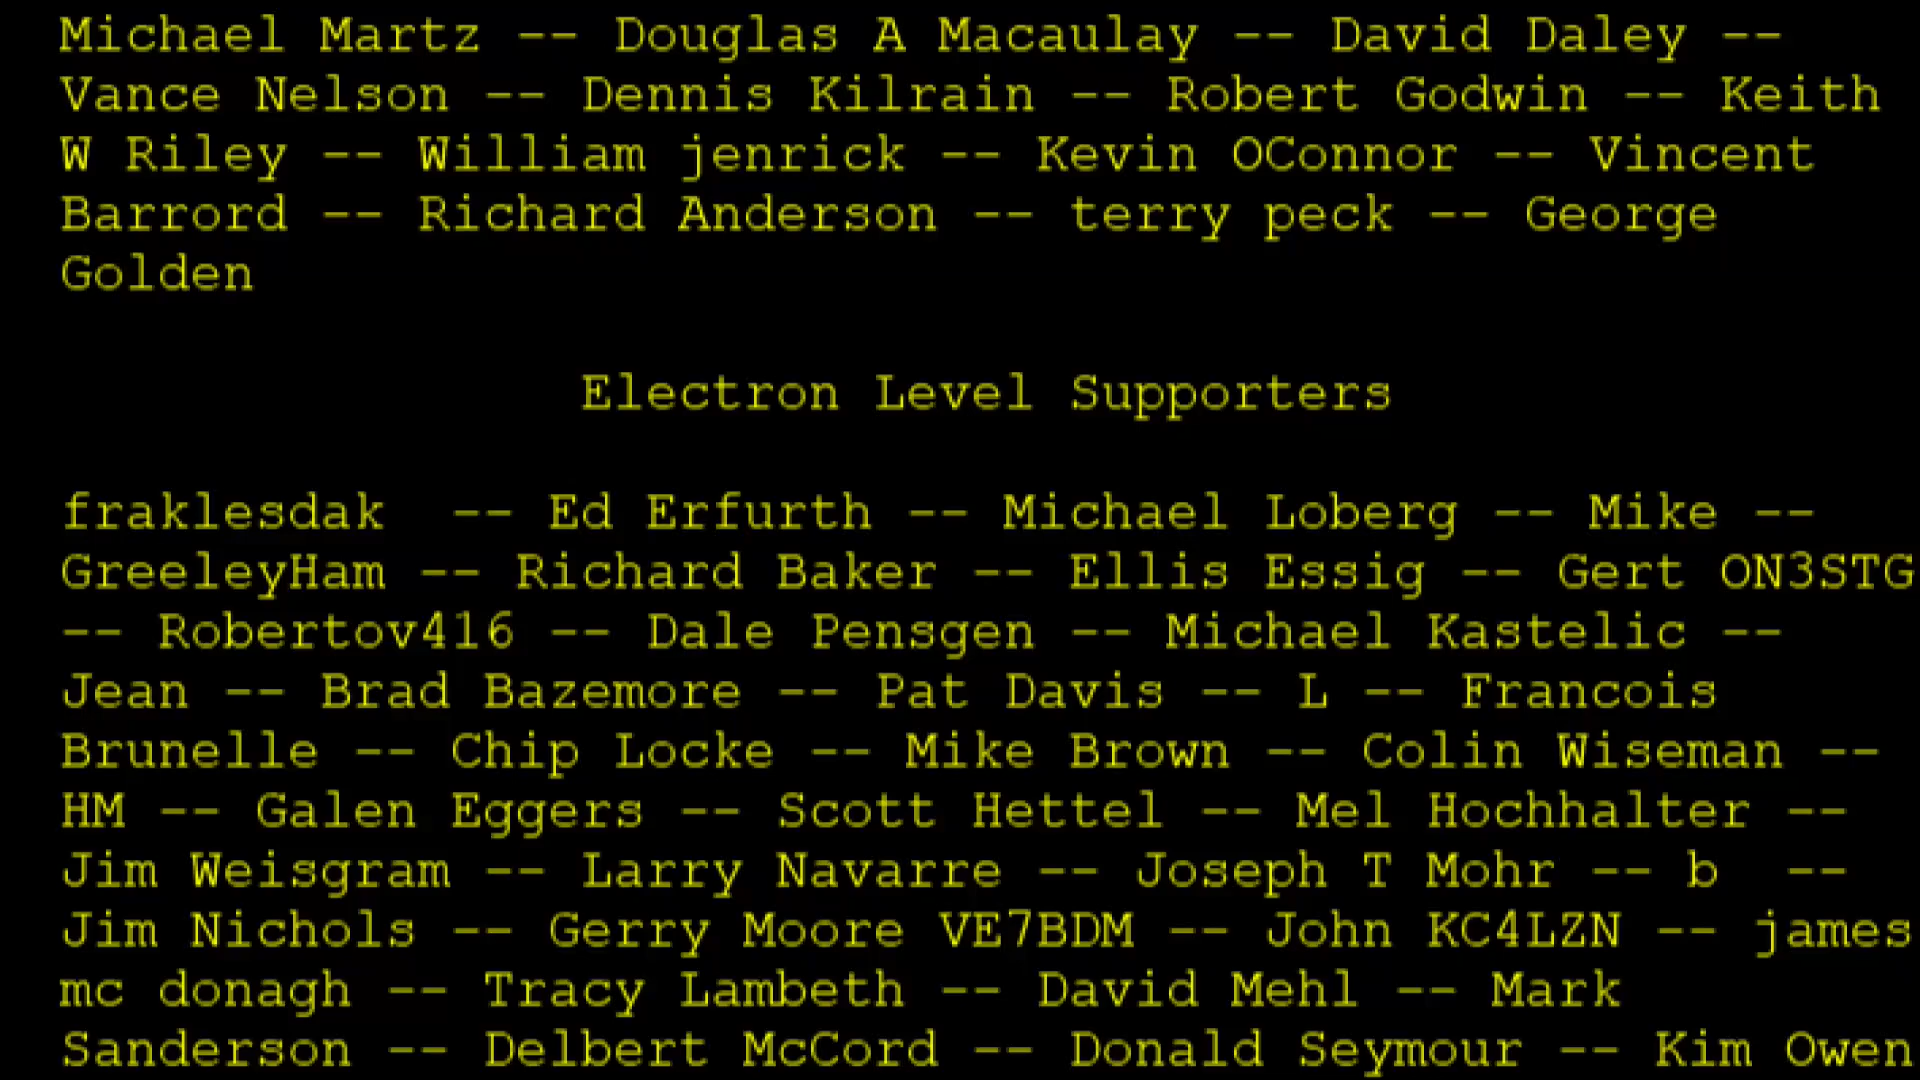 Michael Martz -- Douglas A Macaulay -- David Daley --
Vance Nelson -- Dennis Kilrain -- Robert Godwin -- Keith
W Riley -- William jenrick -- Kevin OConnor -- Vincent
Barrord -- Richard Anderson -- terry peck -- George
Golden
Electron Level Supporters
fraklesdak  -- Ed Erfurth -- Michael Loberg -- Mike --
GreeleyHam -- Richard Baker -- Ellis Essig -- Gert ON3STG
-- Robertov416 -- Dale Pensgen -- Michael Kastelic --
Jean -- Brad Bazemore -- Pat Davis -- L -- Francois
Brunelle -- Chip Locke -- Mike Brown -- Colin Wiseman --
HM -- Galen Eggers -- Scott Hettel -- Mel Hochhalter --
Jim Weisgram -- Larry Navarre -- Joseph T Mohr -- b  --
Jim Nichols -- Gerry Moore VE7BDM -- John KC4LZN -- james
mc donagh -- Tracy Lambeth -- David Mehl -- Mark
Sanderson -- Delbert McCord -- Donald Seymour -- Kim Owen